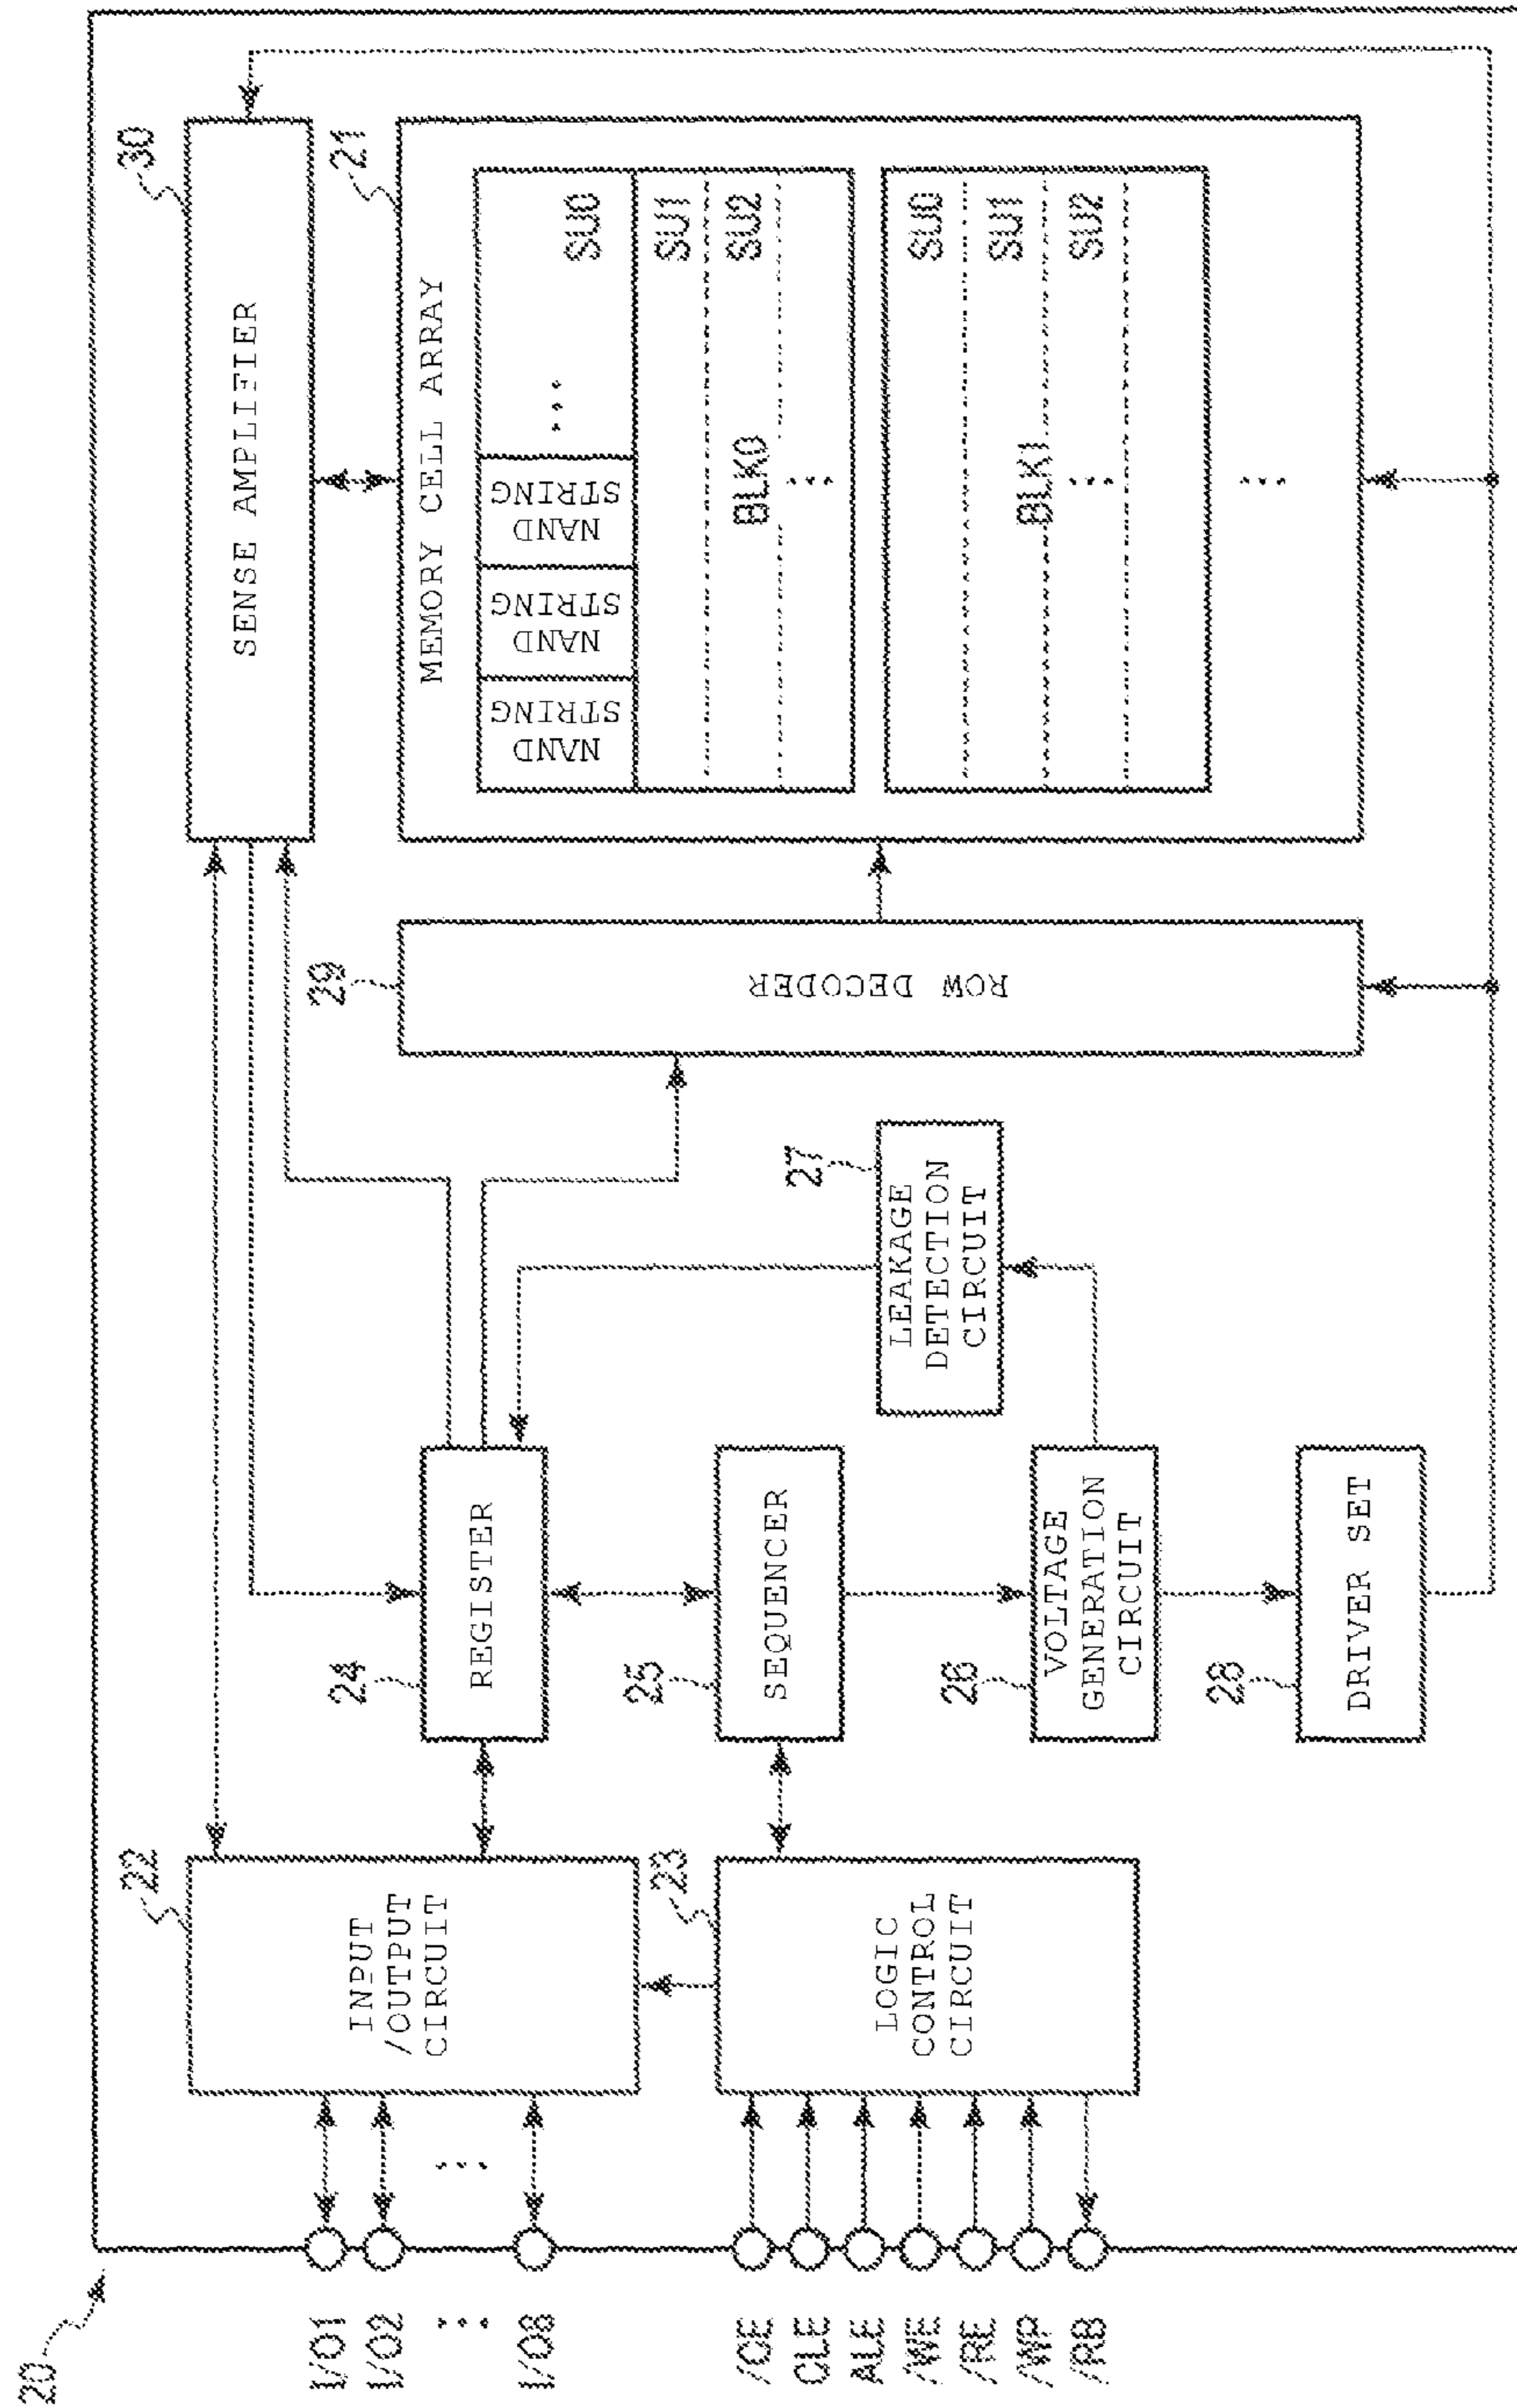 20
I/O1
I/O2
⋮
I/O8
/CE
CLE
ALE
/WE
/RE
/WP
/RB
22
INPUT
/OUTPUT
CIRCUIT
23
LOGIC
CONTROL
CIRCUIT
24
REGISTER
25
SEQUENCER
26
VOLTAGE
GENERATION
CIRCUIT
28
DRIVER SET
27
LEAKAGE
DETECTION
CIRCUIT
29
ROW DECODER
30
SENSE AMPLIFIER
21
MEMORY CELL ARRAY
NAND
STRING
NAND
STRING
NAND
STRING
...
SU0
SU1
BLK0
SU2
...
SU0
BLK1
SU1
SU2
...
...